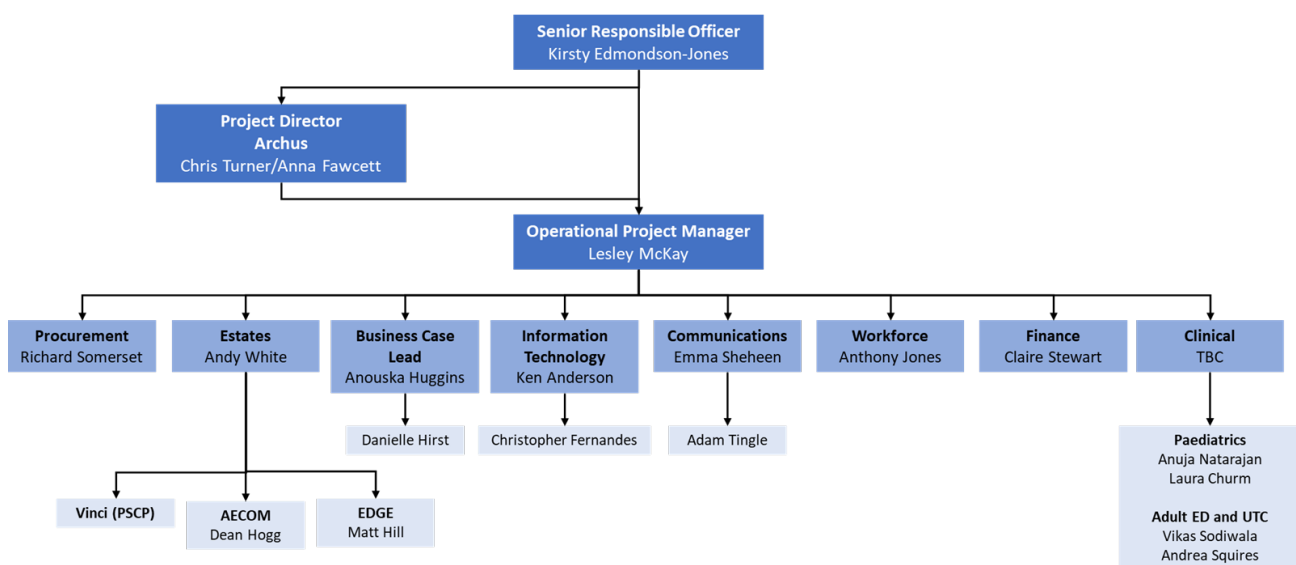 Senior Responsible Officer
Kirsty Edmondson-Jones
Project Director
Archus
Chris Turner/Anna Fawcett
Operational Project Manager
Lesley McKay
Procurement
Richard Somerset
Estates
Andy White
Business Case
Lead
Anouska Huggins
Information
Technology
Ken Anderson
Communications
Emma Sheheen
Workforce
Anthony Jones
Finance
Claire Stewart
Clinical
TBC
Danielle Hirst
Christopher Fernandes
Adam Tingle
Paediatrics
Anuja Natarajan
Laura Churm
Adult ED and UTC
Vikas Sodiwala
Andrea Squires
Vinci (PSCP)
AECOM
Dean Hogg
EDGE
Matt Hill